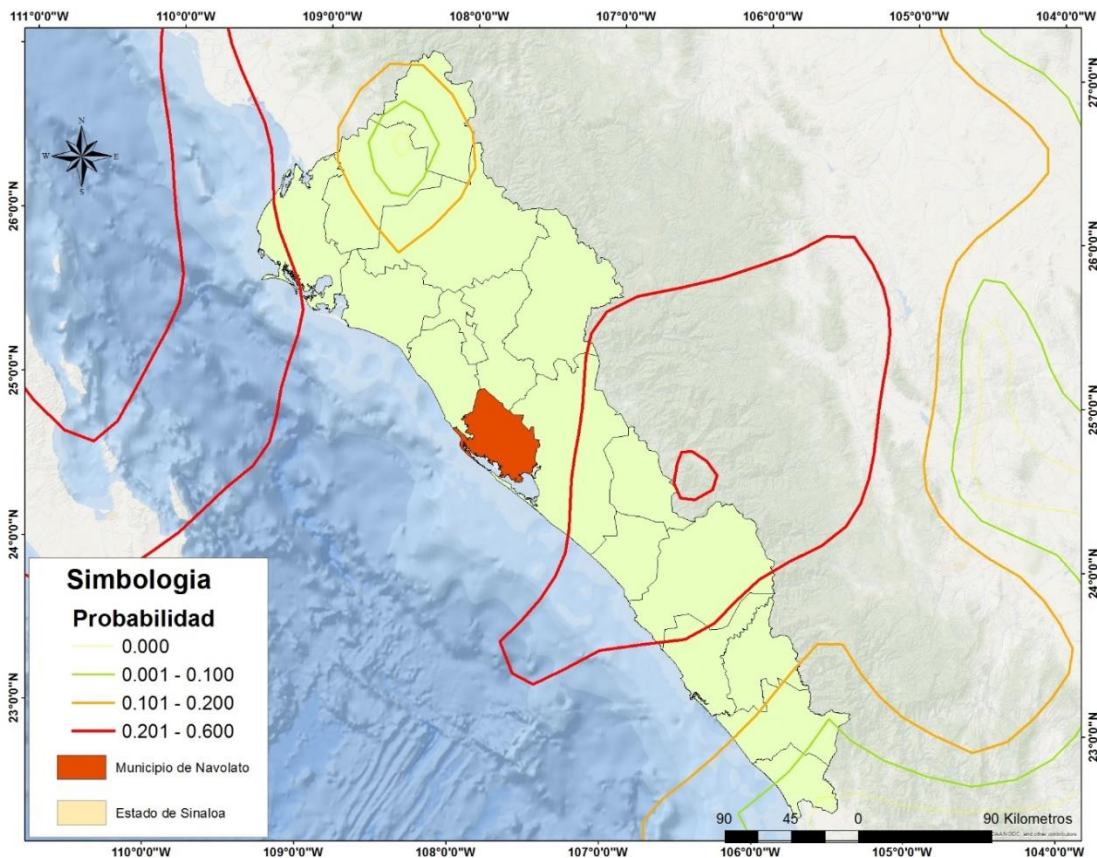 111°0'0"W 110°0'0"W 109°0'0"W 108°0'0"W 107°0'0"W 106°0'0"W 105°0'0"W 104°0'0"W
N
W E
S
27°0'0"N
26°0'0"N 26°0'0"N
25°0'0"N 25°0'0"N
24°0'0"N 24°0'0"N
23°0'0"N 23°0'0"N
Simbologia
Probabilidad
0.000
0.001 - 0.100
0.101 - 0.200
0.201 - 0.600
Municipio de Navolato
Estado de Sinaloa
90 45 0 90 Kilometros
and other contributors
110°0'0"W 109°0'0"W 108°0'0"W 107°0'0"W 106°0'0"W 105°0'0"W 104°0'0"W